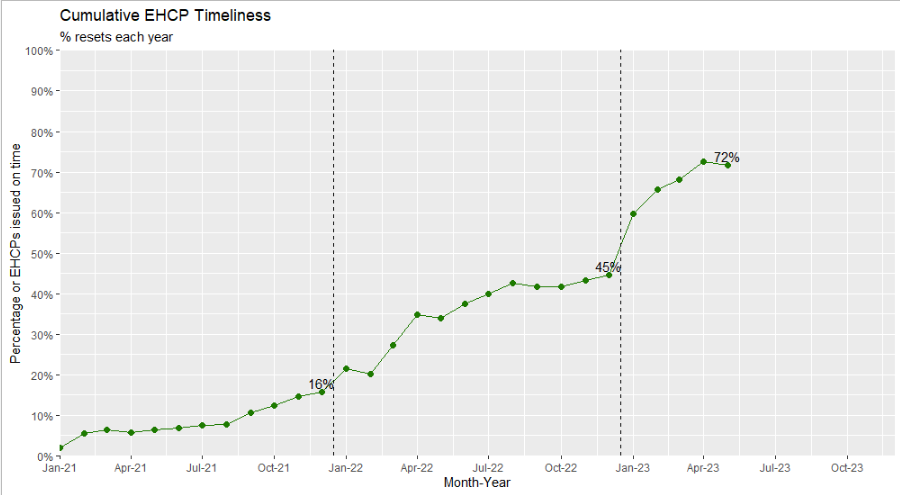 Cumulative EHCP Timeliness
% resets each year
100%
90%
80%
70%
60%
50%
40%
30%
20%
10%
0%
Percentage or EHCPs issued on time
16%
45%
72%
Jan-21 Apr-21 Jul-21 Oct-21 Jan-22 Apr-22 Jul-22 Oct-22 Jan-23 Apr-23 Jul-23 Oct-23
Month-Year